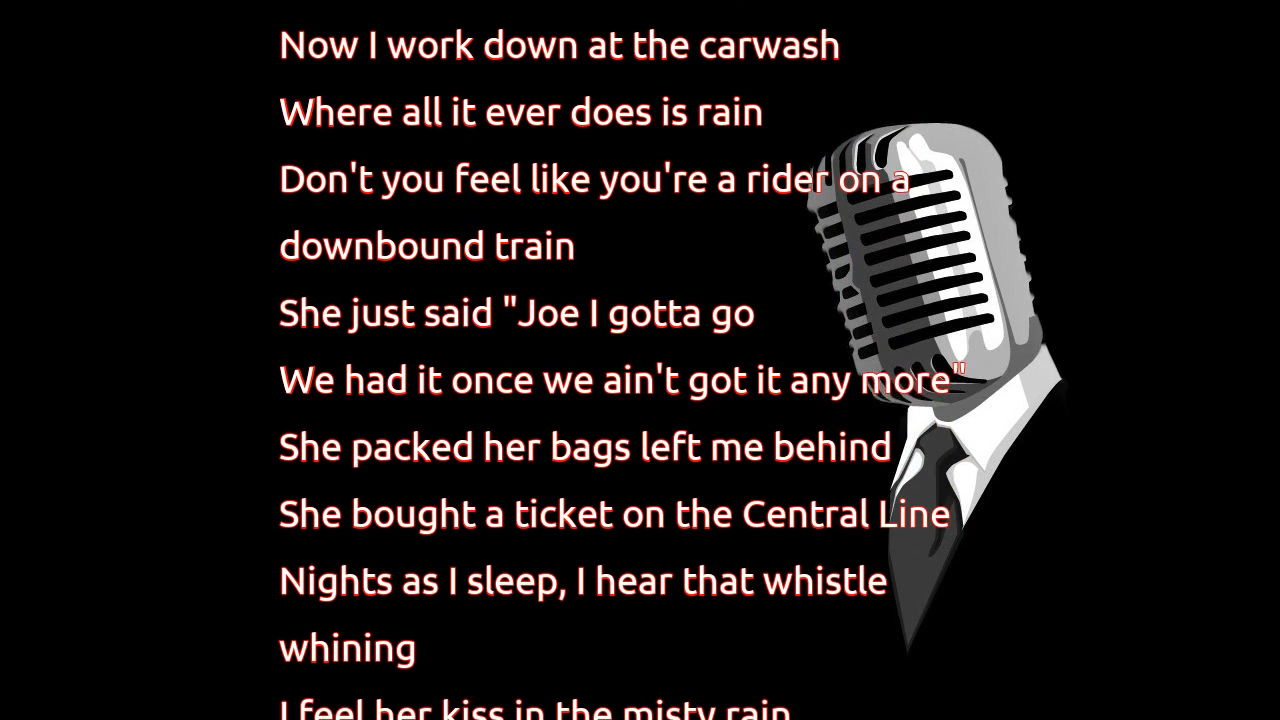 Now I work down at the carwash
Where all it ever does is rain
Don't you feel like you're a rider on a
downbound train
She just said "Joe I gotta go
We had it once we ain't got it any more"
She packed her bags left me behind
She bought a ticket on the Central Line
Nights as I sleep, I hear that whistle
whining
I feel her kiss in the misty rain